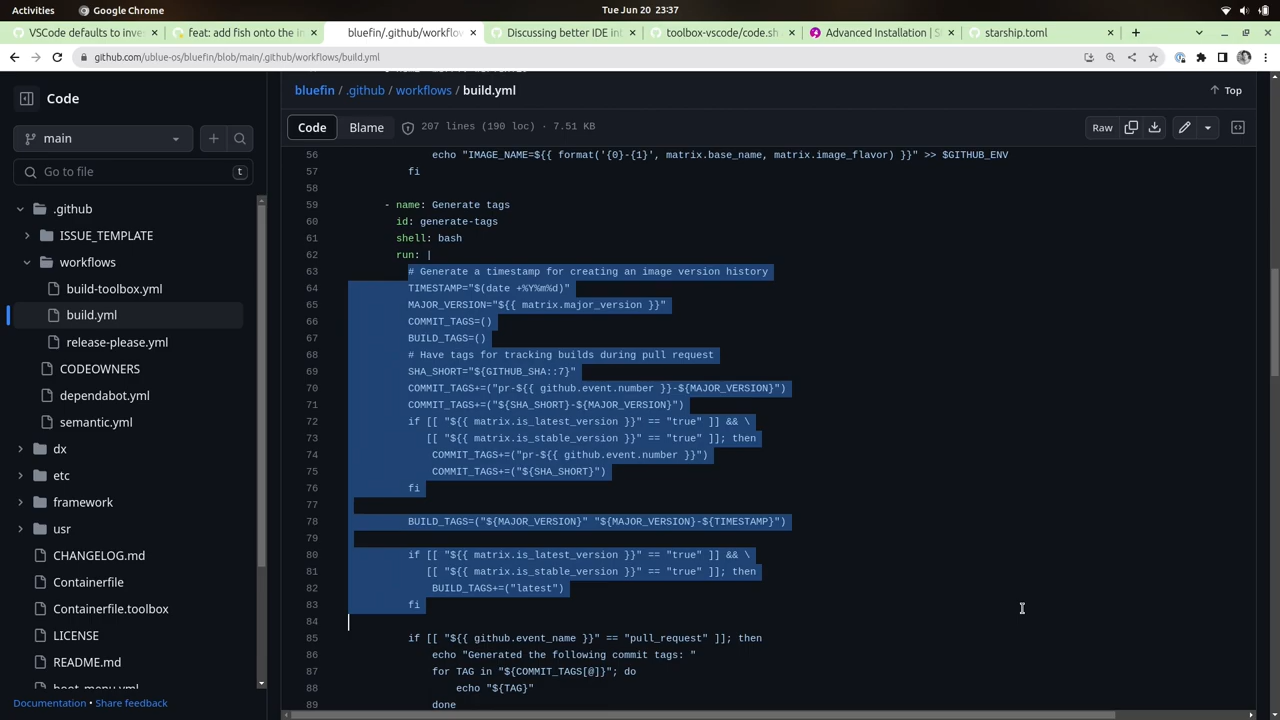 Activities
Google Chrome
Tue Jun 20 23:37
VSCode defaults to inve
feat: add fish onto the in
bluefin/.github/workflow
Discussing better IDE int
toolbox-vscode/code.sh
Advanced Installation | S
starship.toml
github.com/ublue-os/bluefin/blob/main/.github/workflows/build.yml
Code
main
Go to file
t
.github
ISSUE_TEMPLATE
workflows
build-toolbox.yml
build.yml
release-please.yml
CODEOWNERS
dependabot.yml
semantic.yml
dx
etc
framework
usr
CHANGELOG.md
Containerfile
Containerfile.toolbox
LICENSE
README.md
Documentation • Share feedback
bluefin / .github / workflows / build.yml
Top
Code
Blame
207 lines (190 loc) · 7.51 KB
Raw
56 echo "IMAGE_NAME=${{ format('{0}-{1}', matrix.base_name, matrix.image_flavor) }}" >> $GITHUB_ENV
57 fi
58
59 - name: Generate tags
60 id: generate-tags
61 shell: bash
62 run: |
63 # Generate a timestamp for creating an image version history
64 TIMESTAMP="$(date +%Y%m%d)"
65 MAJOR_VERSION="${{ matrix.major_version }}"
66 COMMIT_TAGS=()
67 BUILD_TAGS=()
68 # Have tags for tracking builds during pull request
69 SHA_SHORT="${GITHUB_SHA::7}"
70 COMMIT_TAGS+=("pr-${{ github.event.number }}-${MAJOR_VERSION}")
71 COMMIT_TAGS+=("${SHA_SHORT}-${MAJOR_VERSION}")
72 if [[ "${{ matrix.is_latest_version }}" == "true" ]] && \
73 [[ "${{ matrix.is_stable_version }}" == "true" ]]; then
74 COMMIT_TAGS+=("pr-${{ github.event.number }}")
75 COMMIT_TAGS+=("${SHA_SHORT}")
76 fi
77
78 BUILD_TAGS=("${MAJOR_VERSION}" "${MAJOR_VERSION}-${TIMESTAMP}")
79
80 if [[ "${{ matrix.is_latest_version }}" == "true" ]] && \
81 [[ "${{ matrix.is_stable_version }}" == "true" ]]; then
82 BUILD_TAGS+=("latest")
83 fi
84
85 if [[ "${{ github.event_name }}" == "pull_request" ]]; then
86 echo "Generated the following commit tags: "
87 for TAG in "${COMMIT_TAGS[@]}"; do
88 echo "${TAG}"
89 done